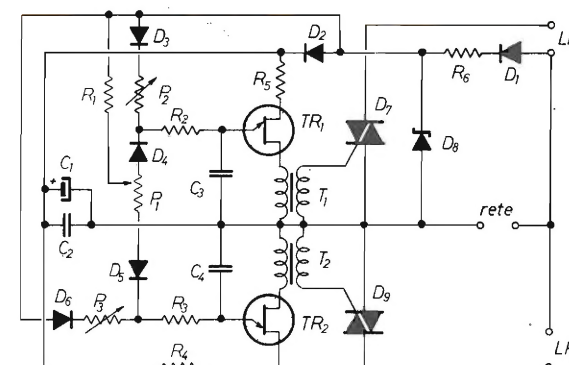 D3
D2
L
L
R1
P2
R5
R6
D1
R2
TR1
D7
D4
D8
C1
+
C3
P1
T1
rete
C2
T2
D5
C4
D6
P3
R3
D9
TR2
R4